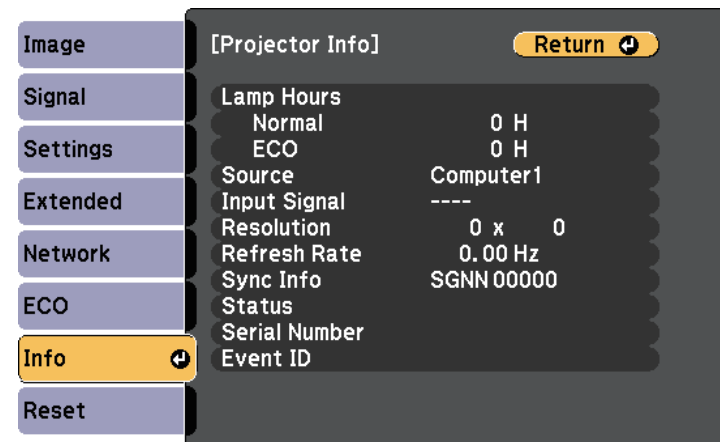 Image
Signal
Settings
Extended
Network
ECO
Info
Reset
[Projector Info]
Return
Lamp Hours
Normal 0 H
ECO 0 H
Source Computer1
Input Signal ----
Resolution 0 x 0
Refresh Rate 0.00 Hz
Sync Info SGNN 00000
Status
Serial Number
Event ID